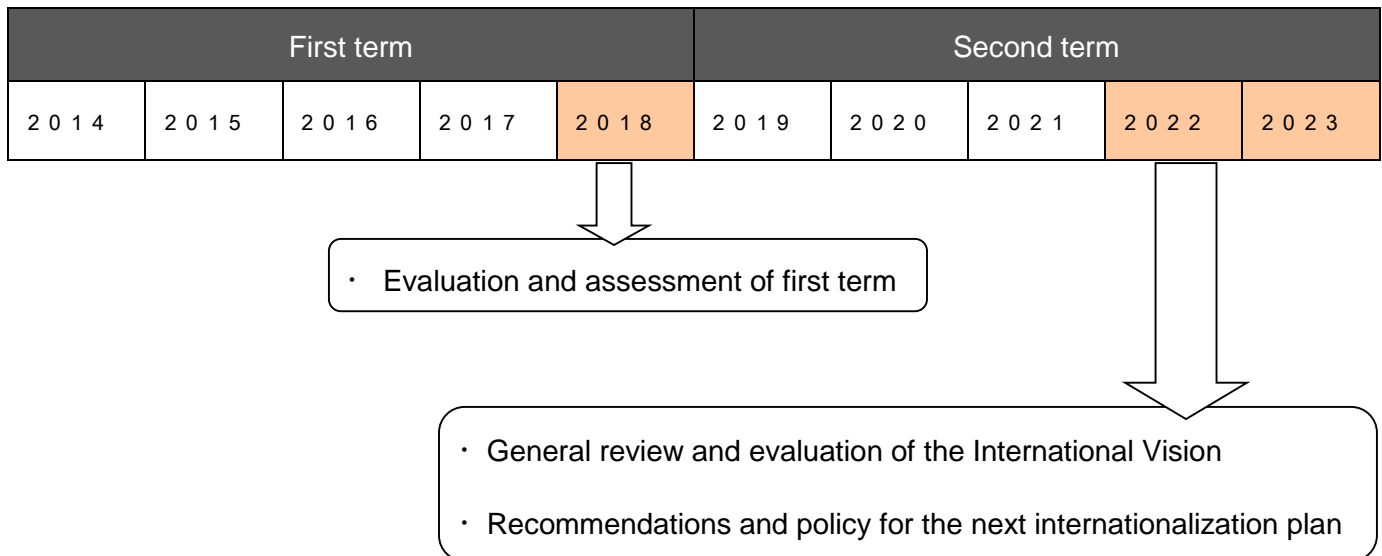 First term Second term
2014 2015 2016 2017 2018 2019 2020 2021 2022 2023
・ Evaluation and assessment of first term
・ General review and evaluation of the International Vision
・ Recommendations and policy for the next internationalization plan